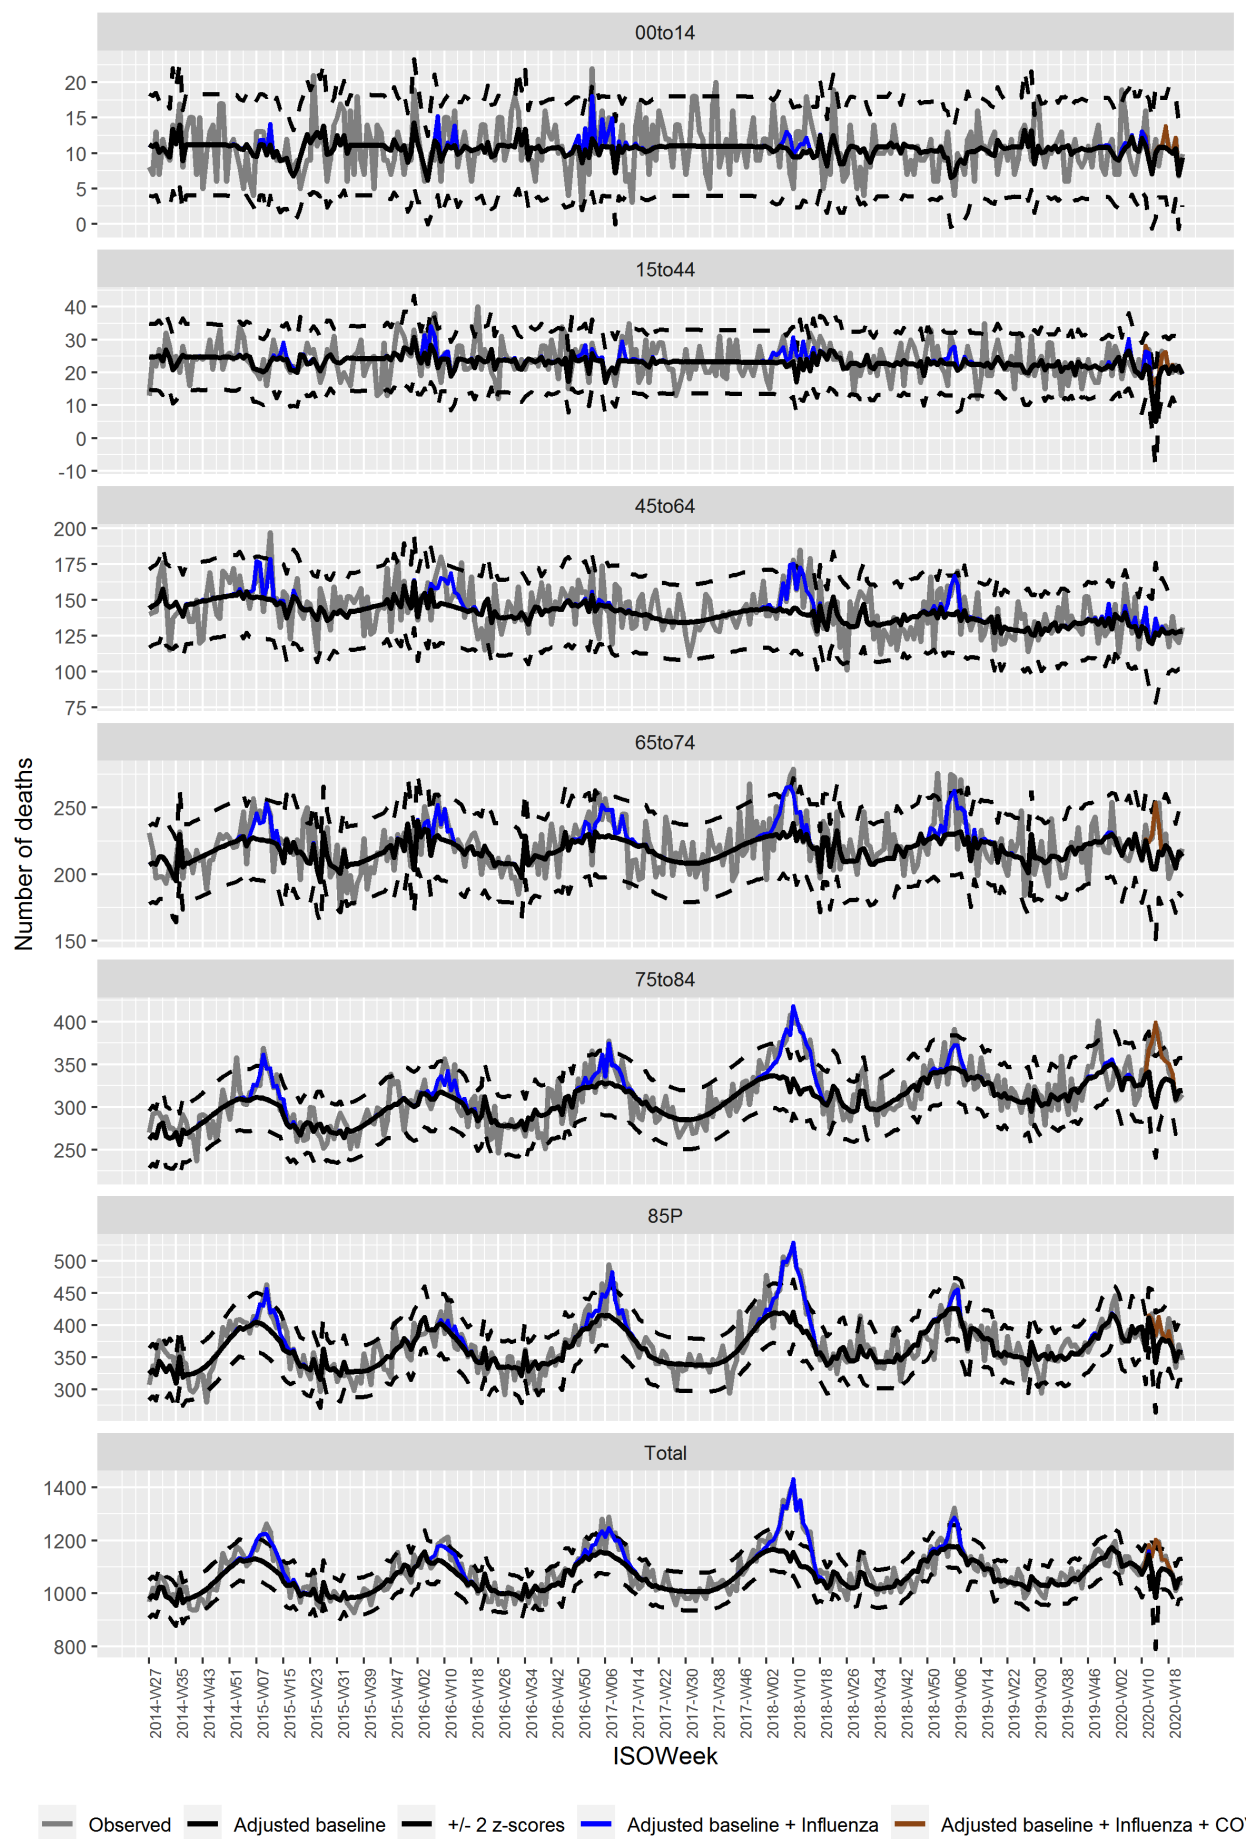 00to14
20
15
10
5
0
15to44
40
30
20
10
0
-10
45to64
200
175
150
125
100
75
65to74
250
200
150
75to84
400
350
300
250
85P
500
450
400
350
300
Total
1400
1200
1000
800
Number of deaths
2014-W27
2014-W35
2014-W43
2014-W51
2015-W07
2015-W15
2015-W23
2015-W31
2015-W39
2015-W47
2016-W02
2016-W10
2016-W18
2016-W26
2016-W34
2016-W42
2016-W50
2017-W06
2017-W14
2017-W22
2017-W30
2017-W38
2017-W46
2018-W02
2018-W10
2018-W18
2018-W26
2018-W34
2018-W42
2018-W50
2019-W06
2019-W14
2019-W22
2019-W30
2019-W38
2019-W46
2020-W02
2020-W10
2020-W18
ISOWeek
Observed Adjusted baseline +/- 2 z-scores Adjusted baseline + Influenza Adjusted baseline + Influenza +